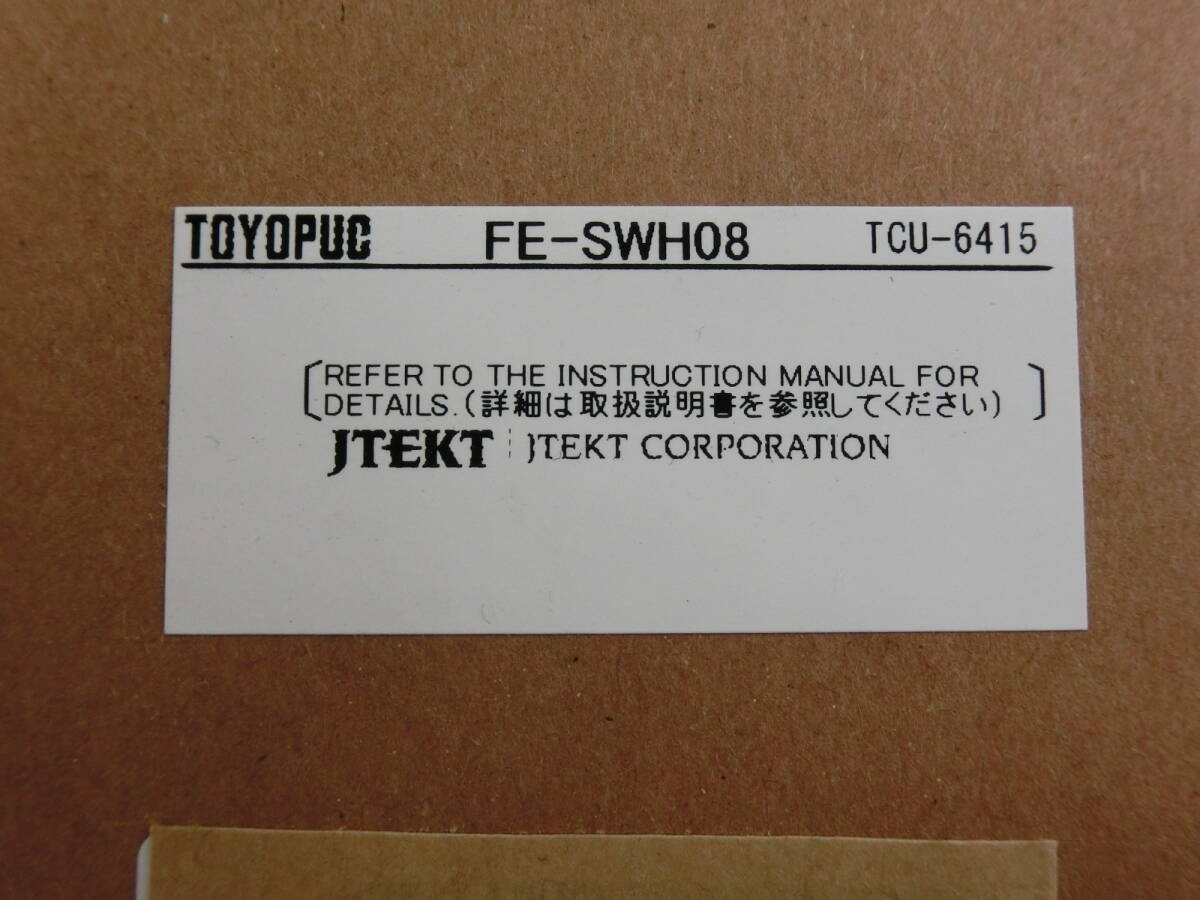 TOYOPUC FE-SWH08 TCU-6415
[REFER TO THE INSTRUCTION MANUAL FOR
DETAILS.(詳細は取扱説明書を参照してください)]
JTEKT JTEKT CORPORATION